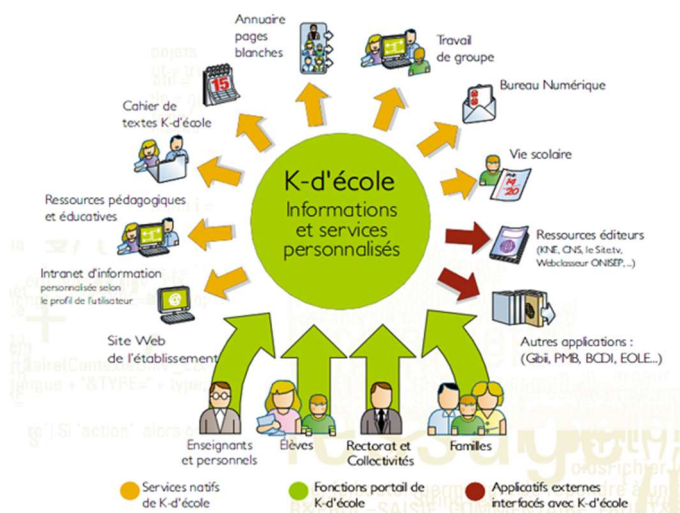 Annuaire
pages
blanches
Travail
de groupe
Bureau Numérique
15
Cahier de
textes K-d'école
Vie scolaire
20
K-d'école
Informations
et services
personnalisés
Ressources pédagogiques
et éducatives
Ressources éditeurs
(KNE, CNS, le Site.tv,
Webclasseur ONISEP, ...)
Intranet d'information
personnalisée selon
le profil de l'utilisateur
Site Web
de l'établissement
Autres applications :
(Gibii, PMB, BCDI, EOLE...)
Enseignants
et personnels
Élèves
Rectorat et
Collectivités
Familles
Services natifs
de K-d'école
Fonctions portail de
K-d'école
Applicatifs externes
interfacés avec K-d'école